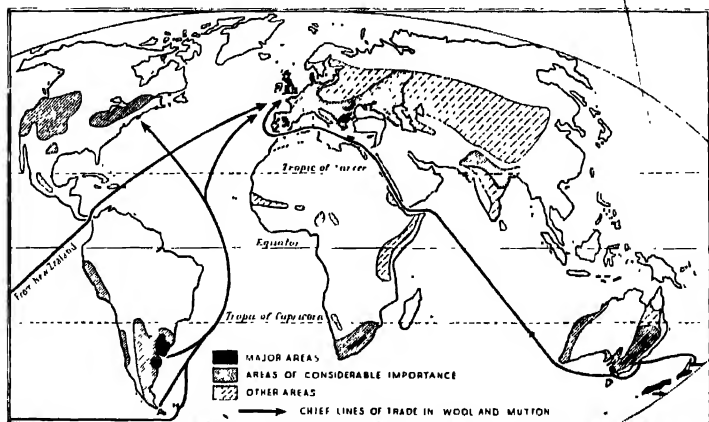 Tropic of Cancer
Equator
From New Zealand
Tropic of Capricorn
MAJOR AREAS
AREAS OF CONSIDERABLE IMPORTANCE
OTHER AREAS
CHIEF LINES OF TRADE IN WOOL AND MUTTON